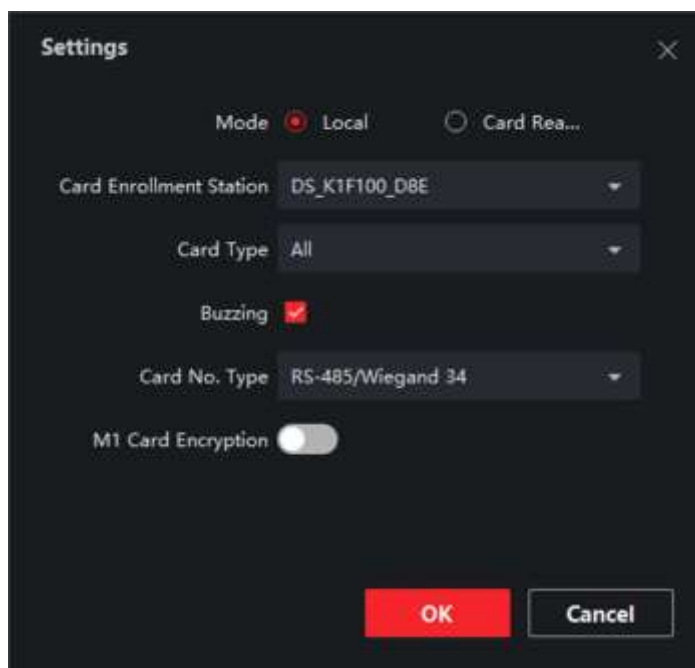 Settings
Mode Local Card Rea...
Card Enrollment Station DS_K1F100_D8E
Card Type All
Buzzing
Card No. Type RS-485/Wiegand 34
M1 Card Encryption
OK Cancel